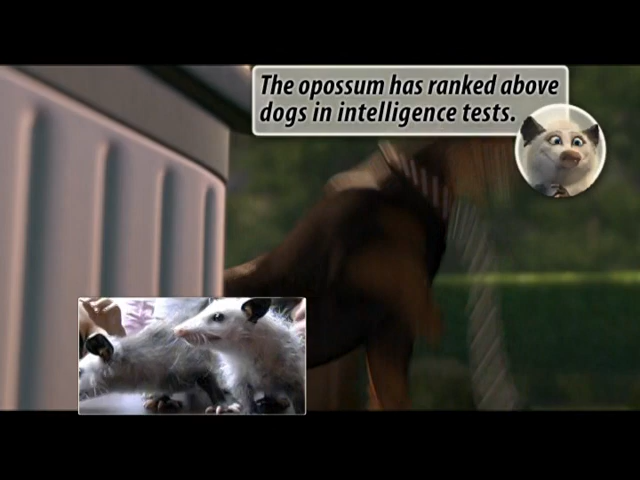 The opossum has ranked above
dogs in intelligence tests.